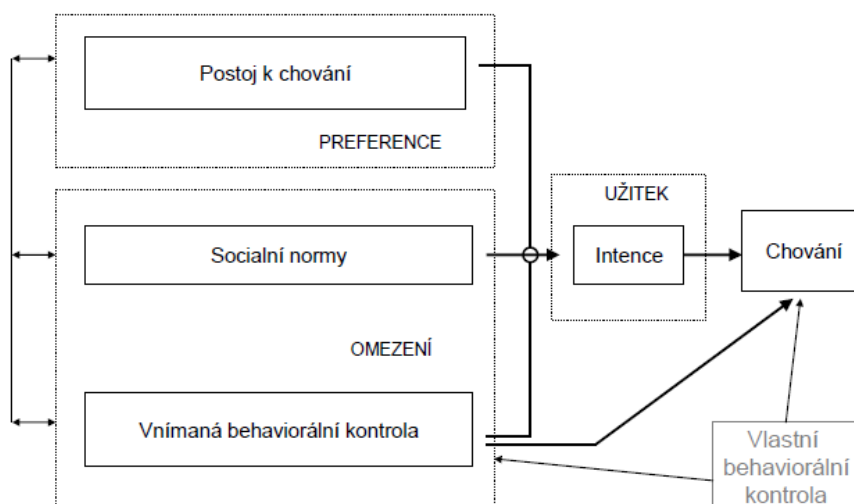 Postoj k chování
PREFERENCE
UŽITEK
Socialní normy
Intence
Chování
OMEZENÍ
Vnímaná behaviorální kontrola
Vlastní
behaviorální
kontrola